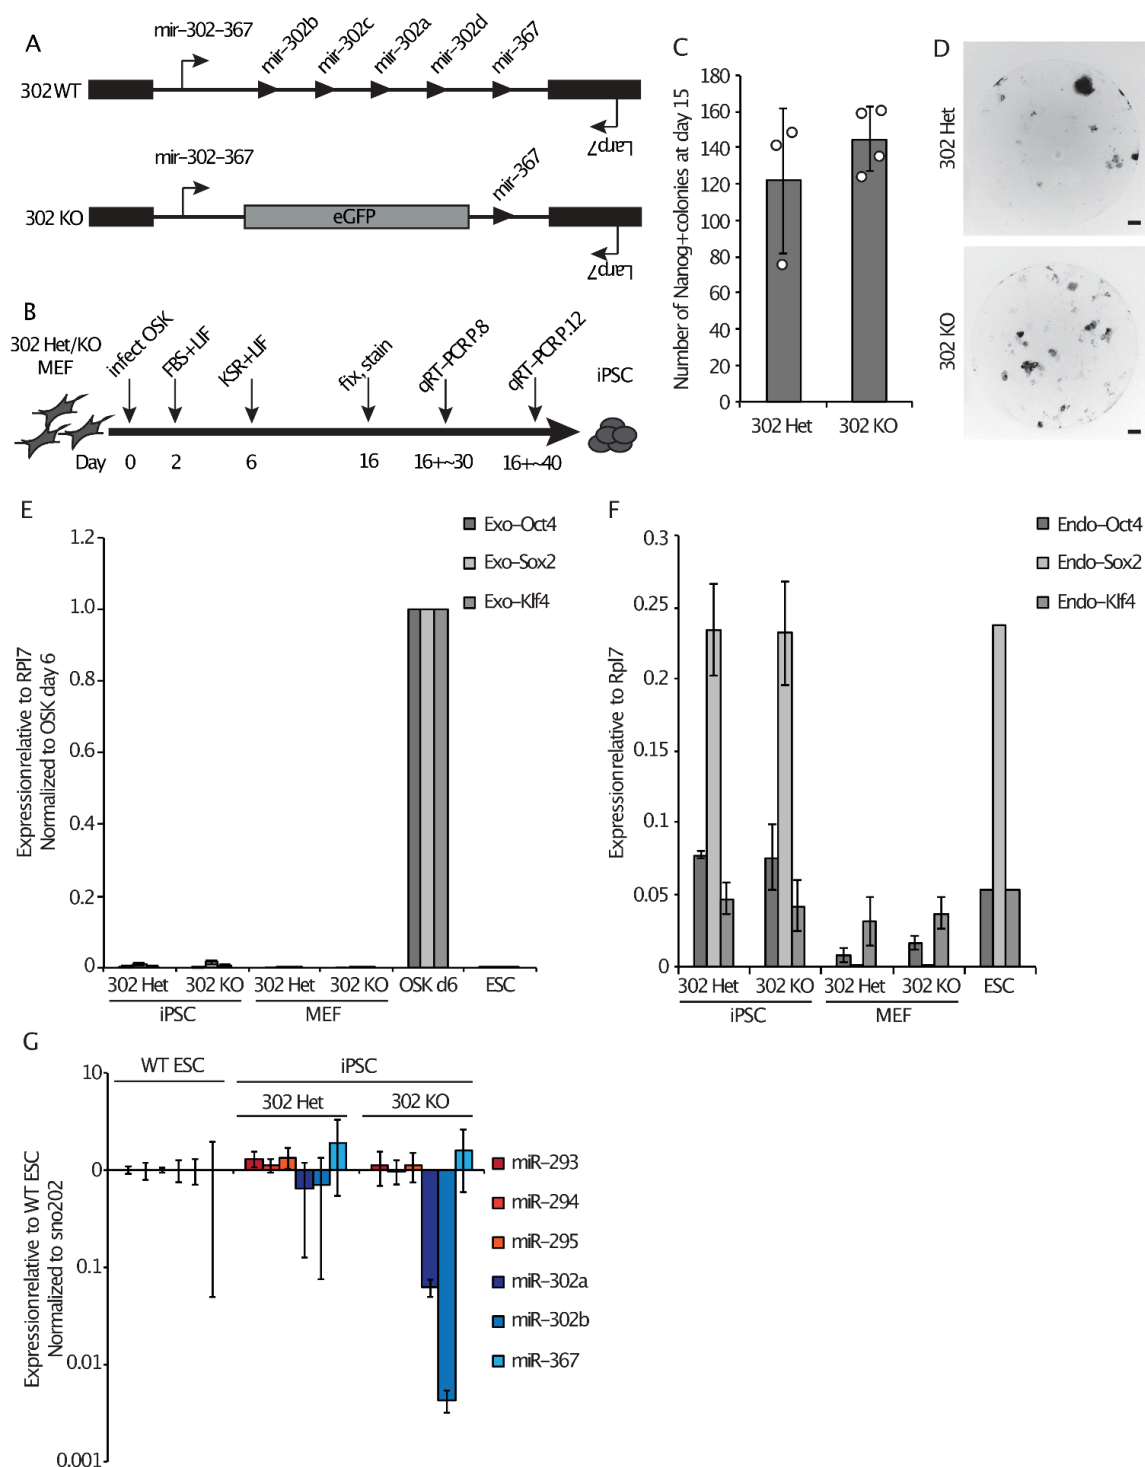 A
mir-302-367
mir-302b
mir-302c
mir-302a
mir-302d
mir-367
302 WT
Larp7
mir-302-367
mir-367
302 KO
eGFP
Larp7
B
302 Het/KO
MEF
infect OSK
FBS+LIF
KSR+LIF
fix, stain
qRT-PCR P.8
qRT-PCR P.12
iPSC
Day
0
2
6
16
16+~30
16+~40
C
Number of Nanog+colonies at day 15
180
160
140
120
100
80
60
40
20
0
302 Het
302 KO
D
302 Het
302 KO
E
Exo-Oct4
Exo-Sox2
Exo-Klf4
Expression relative to RPl7
Normalized to OSK day 6
1.2
1.0
0.8
0.6
0.4
0.2
0
302 Het
302 KO
302 Het
302 KO
OSK d6
ESC
iPSC
MEF
F
Endo-Oct4
Endo-Sox2
Endo-Klf4
Expression relative to Rpl7
0.3
0.25
0.2
0.15
0.1
0.05
0
302 Het
302 KO
302 Het
302 KO
ESC
iPSC
MEF
G
WT ESC
iPSC
302 Het
302 KO
Expression relative to WT ESC
Normalized to sno202
10
0
0.1
0.01
0.001
miR-293
miR-294
miR-295
miR-302a
miR-302b
miR-367